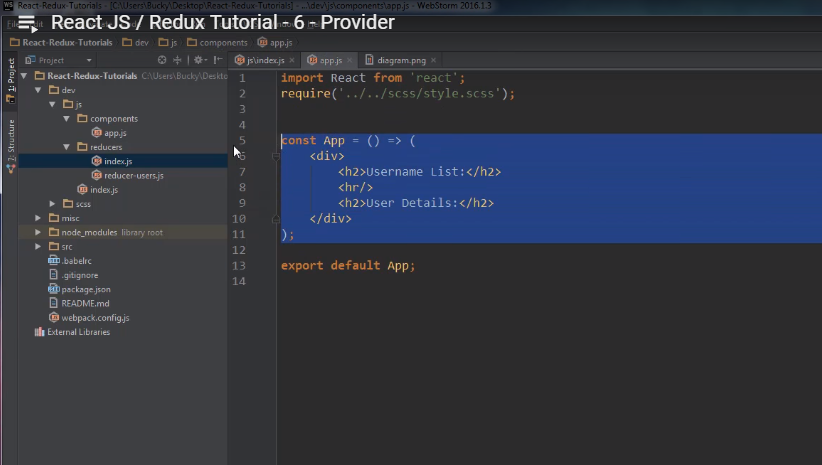 React-Redux-Tutorials - [C:\Users\Bucky\Desktop\React-Redux-Tutorials] - ...\dev\js\components\app.js - WebStorm 2016.1.3
React JS / Redux Tutorial - 6 - Provider
React-Redux-Tutorials dev js components app.js
Project
js\index.js app.js diagram.png
1: Project
7: Structure
React-Redux-Tutorials C:\Users\Bucky\Deskto
dev
js
components
app.js
reducers
index.js
reducer-users.js
index.js
scss
misc
node_modules library root
src
.babelrc
.gitignore
package.json
README.md
webpack.config.js
External Libraries
1 import React from 'react';
2 require('../../scss/style.scss');
3
4
5 const App = () => (
6 <div>
7 <h2>Username List:</h2>
8 <hr/>
9 <h2>User Details:</h2>
10 </div>
11 );
12
13 export default App;
14